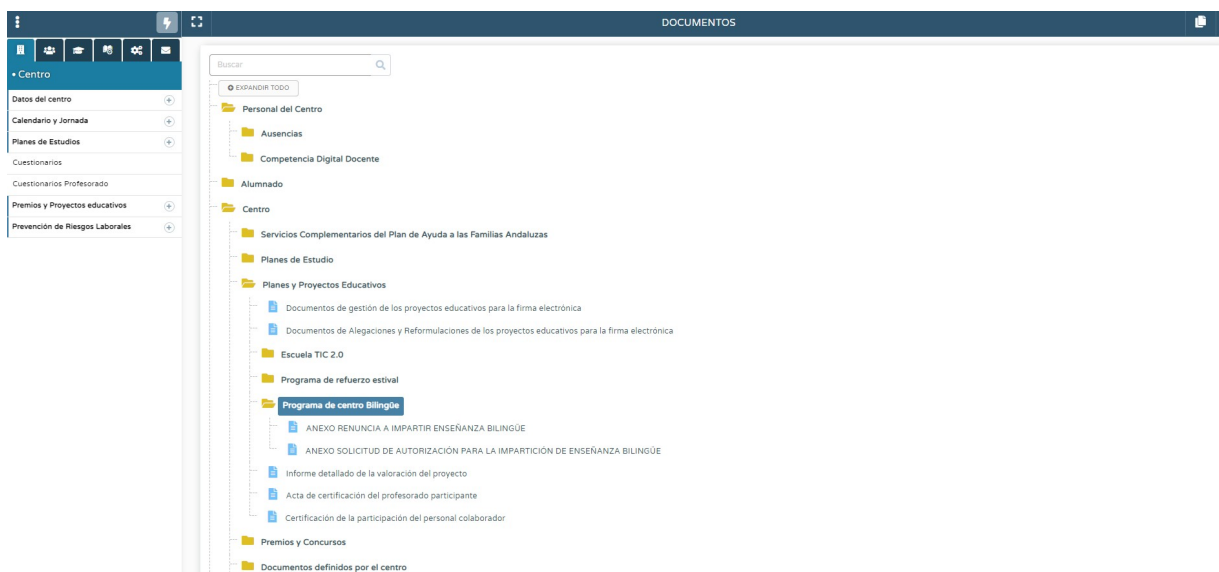 DOCUMENTOS
• Centro
Datos del centro
Calendario y Jornada
Planes de Estudios
Cuestionarios
Cuestionarios Profesorado
Premios y Proyectos educativos
Prevención de Riesgos Laborales
Buscar
EXPANDIR TODO
Personal del Centro
Ausencias
Competencia Digital Docente
Alumnado
Centro
Servicios Complementarios del Plan de Ayuda a las Familias Andaluzas
Planes de Estudio
Planes y Proyectos Educativos
Documentos de gestión de los proyectos educativos para la firma electrónica
Documentos de Alegaciones y Reformulaciones de los proyectos educativos para la firma electrónica
Escuela TIC 2.0
Programa de refuerzo estival
Programa de centro Bilingüe
ANEXO RENUNCIA A IMPARTIR ENSEÑANZA BILINGÜE
ANEXO SOLICITUD DE AUTORIZACIÓN PARA LA IMPARTICIÓN DE ENSEÑANZA BILINGÜE
Informe detallado de la valoración del proyecto
Acta de certificación del profesorado participante
Certificación de la participación del personal colaborador
Premios y Concursos
Documentos definidos por el centro